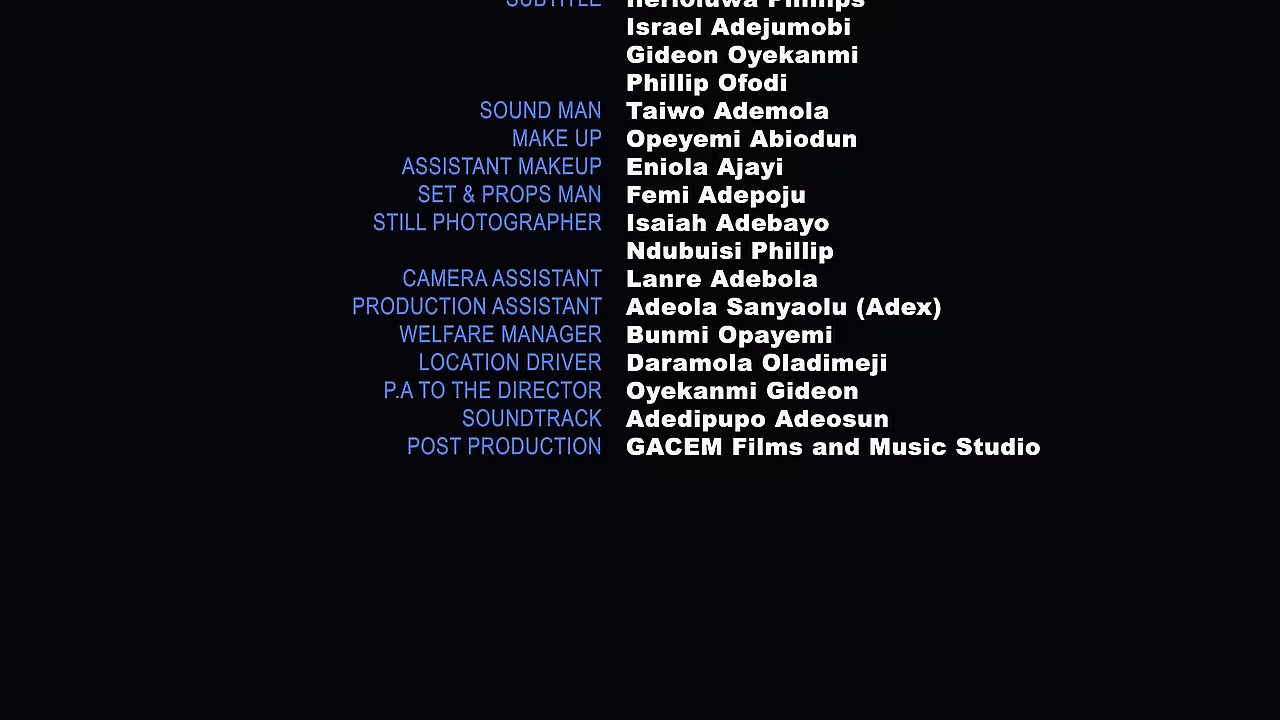 SUBTITLE
Israel Adejumobi
Gideon Oyekanmi
Phillip Ofodi
SOUND MAN Taiwo Ademola
MAKE UP Opeyemi Abiodun
ASSISTANT MAKEUP Eniola Ajayi
SET & PROPS MAN Femi Adepoju
STILL PHOTOGRAPHER Isaiah Adebayo
Ndubuisi Phillip
CAMERA ASSISTANT Lanre Adebola
PRODUCTION ASSISTANT Adeola Sanyaolu (Adex)
WELFARE MANAGER Bunmi Opayemi
LOCATION DRIVER Daramola Oladimeji
P.A TO THE DIRECTOR Oyekanmi Gideon
SOUNDTRACK Adedipupo Adeosun
POST PRODUCTION GACEM Films and Music Studio